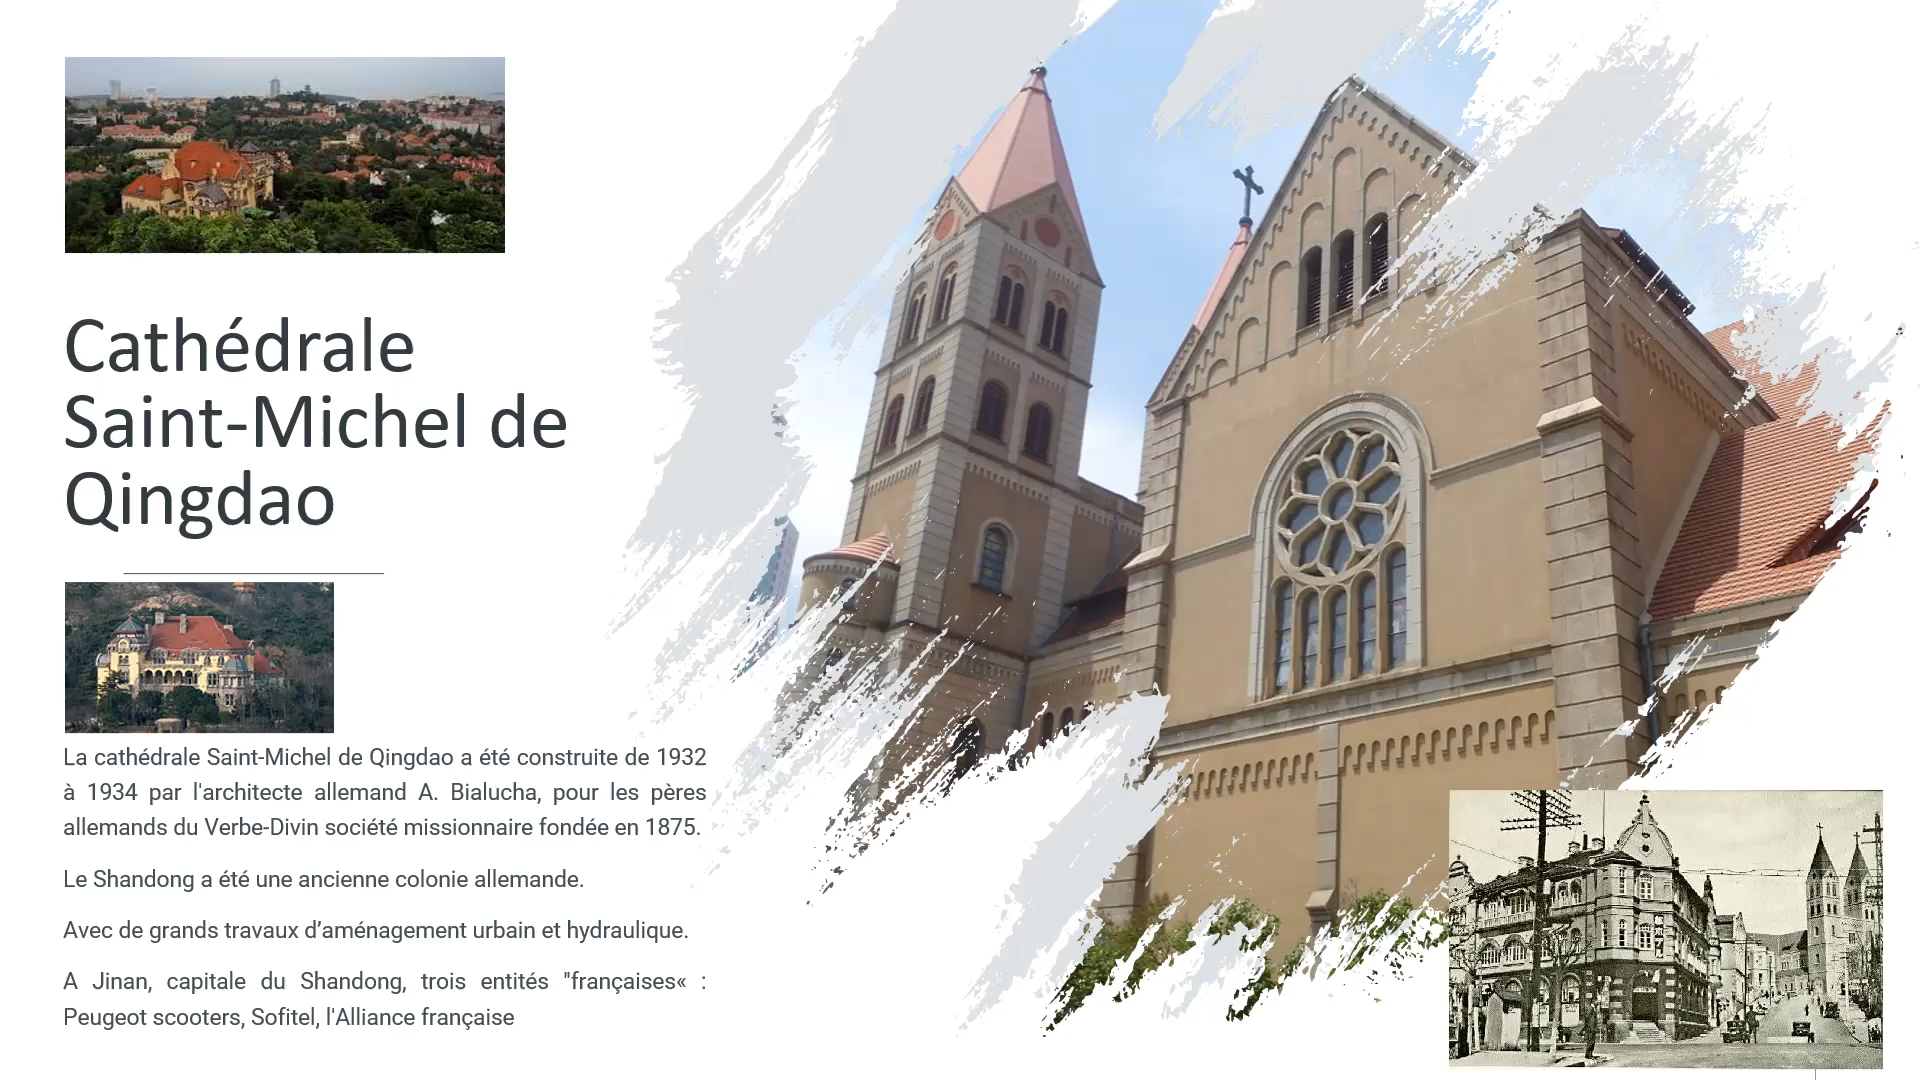 Cathédrale
Saint-Michel de
Qingdao
La cathédrale Saint-Michel de Qingdao a été construite de 1932
à 1934 par l'architecte allemand A. Bialucha, pour les pères
allemands du Verbe-Divin société missionnaire fondée en 1875.
Le Shandong a été une ancienne colonie allemande.
Avec de grands travaux d’aménagement urbain et hydraulique.
A Jinan, capitale du Shandong, trois entités "françaises« :
Peugeot scooters, Sofitel, l'Alliance française